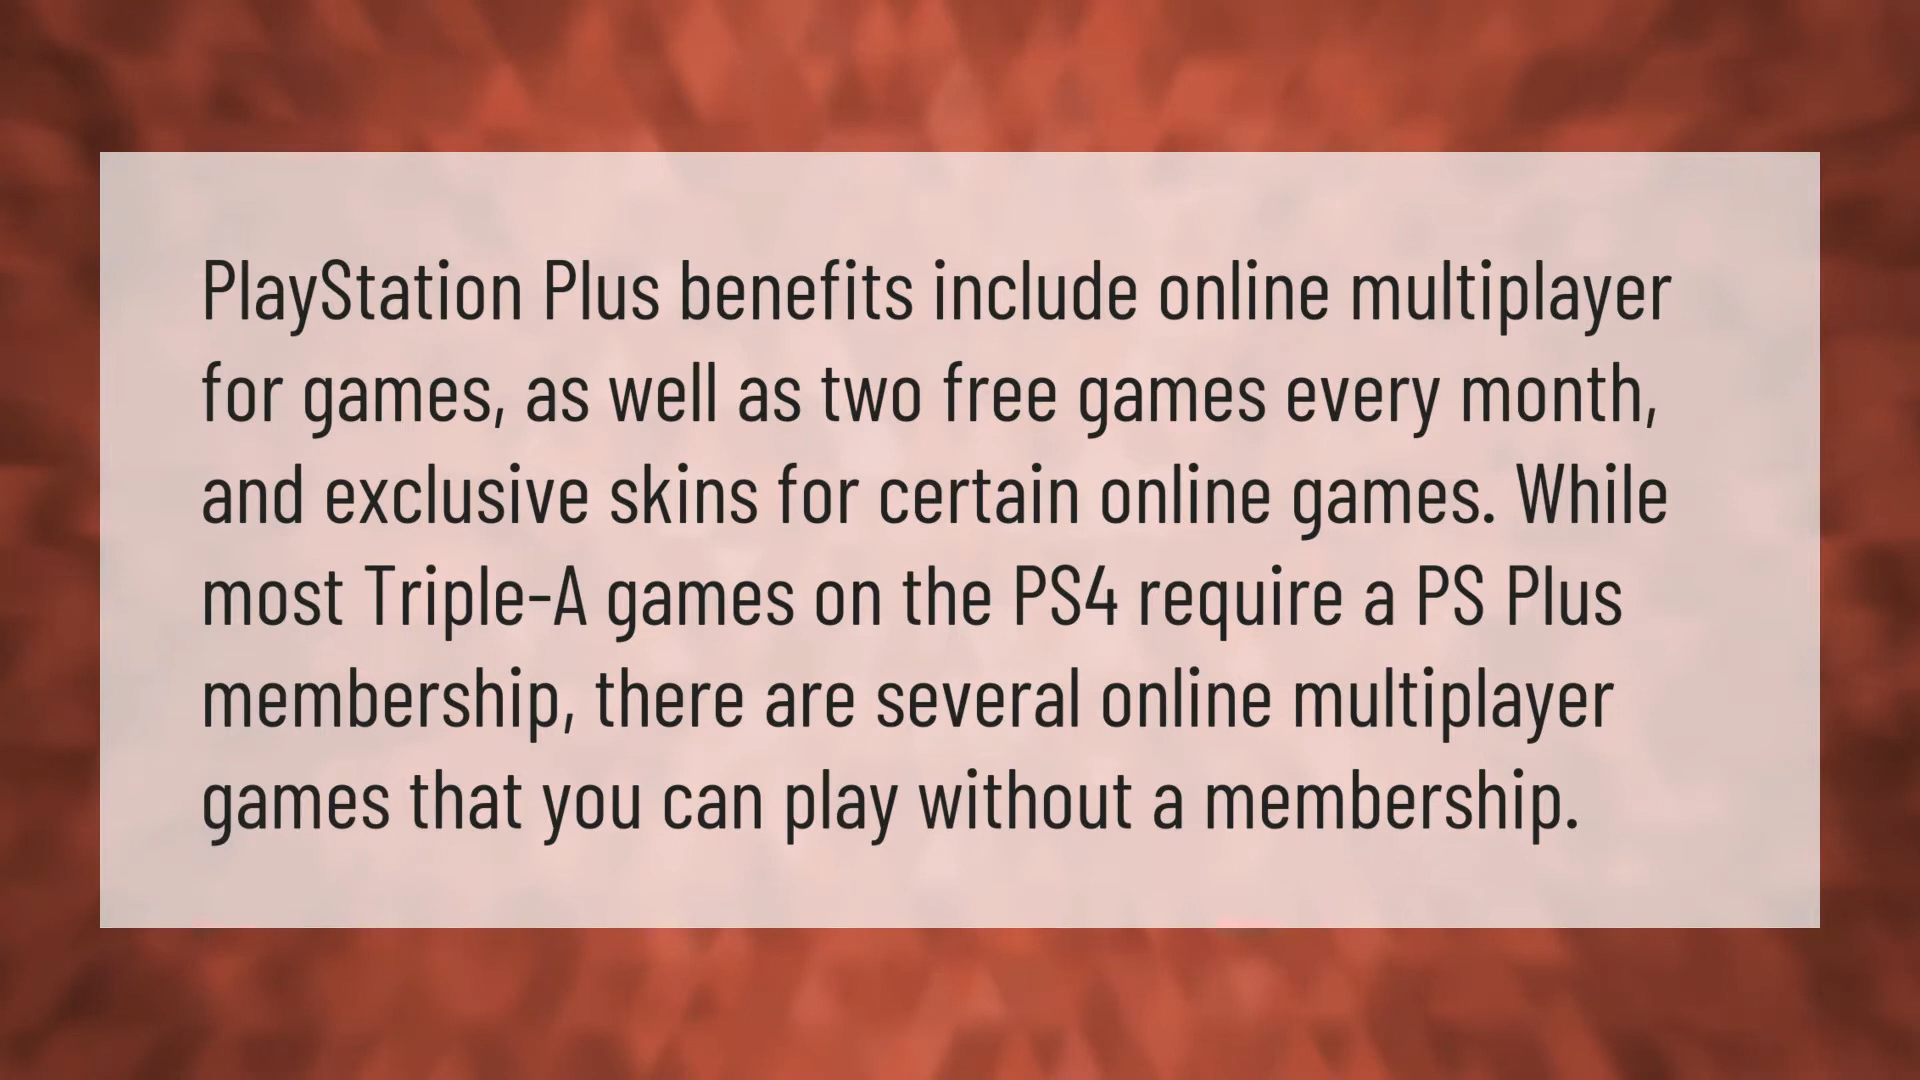 PlayStation Plus benefits include online multiplayer
for games, as well as two free games every month,
and exclusive skins for certain online games. While
most Triple-A games on the PS4 require a PS Plus
membership, there are several online multiplayer
games that you can play without a membership.